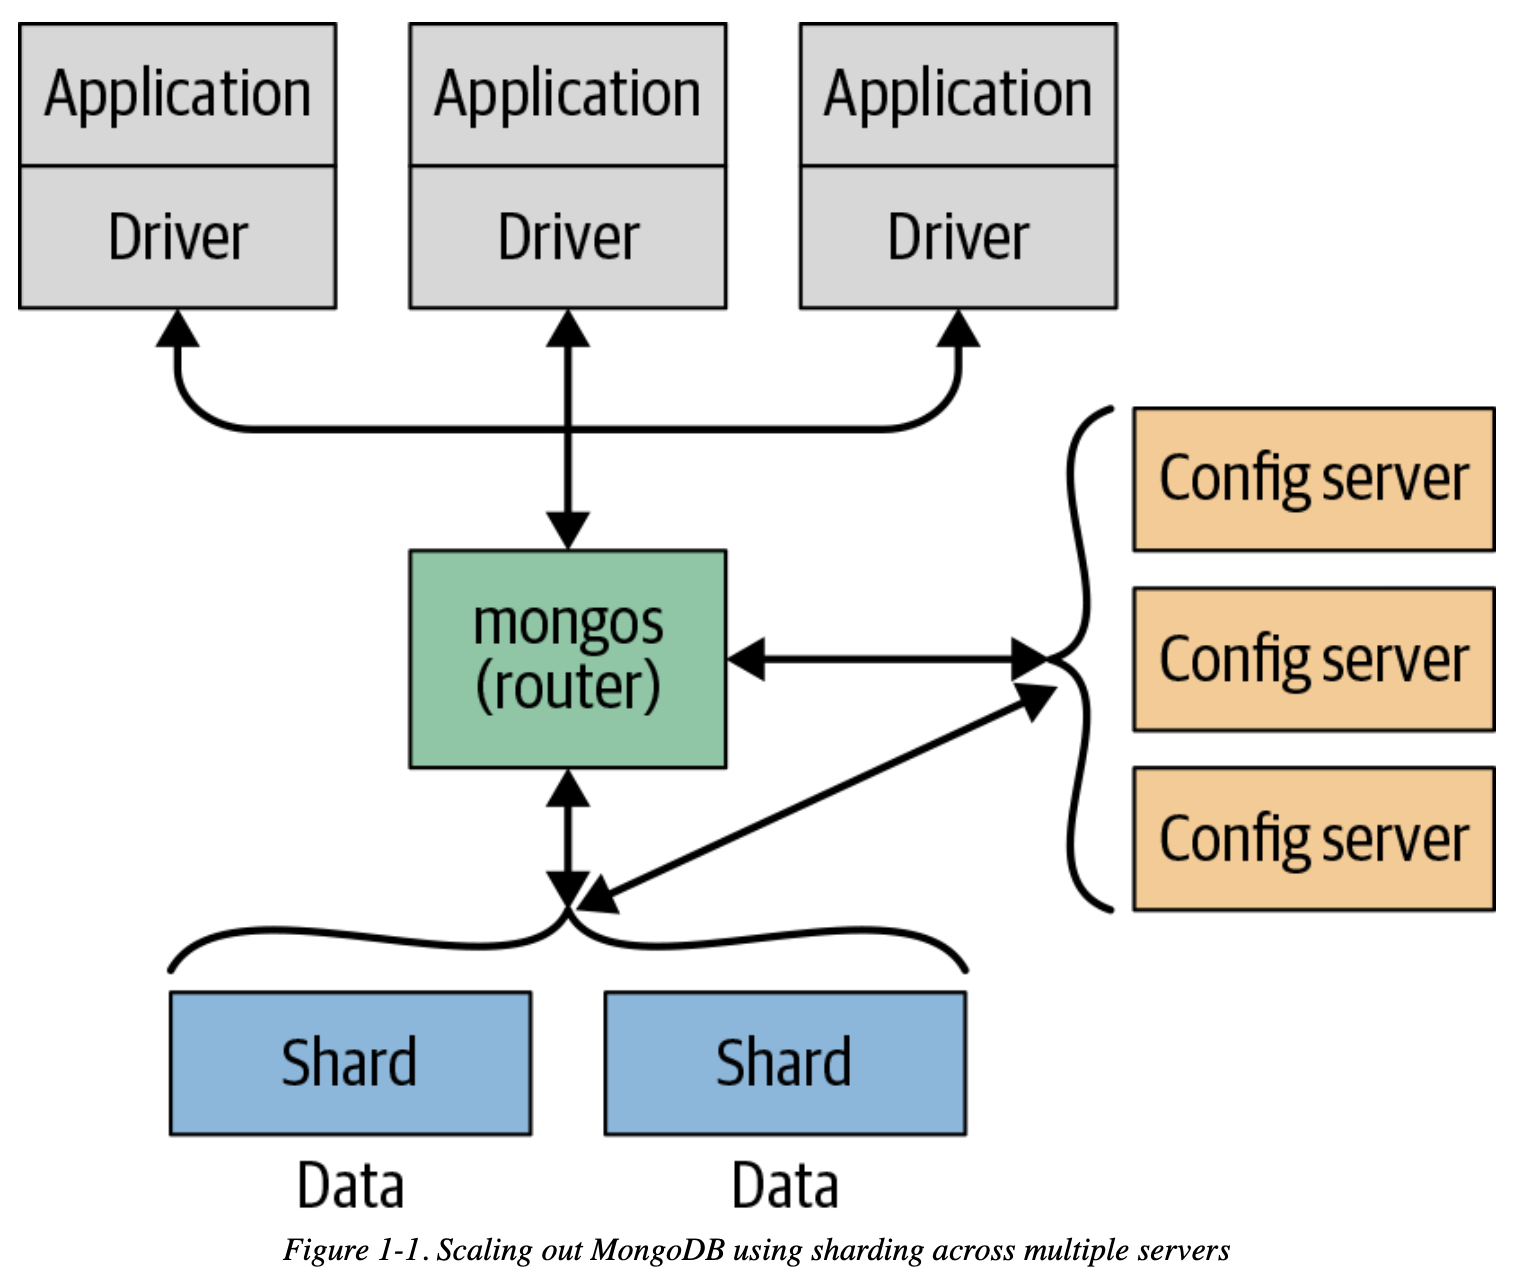 Application
Application
Application
Driver
Driver
Driver
Config server
mongos
(router)
Config server
Config server
Shard
Shard
Data
Data
Figure 1-1. Scaling out MongoDB using sharding across multiple servers